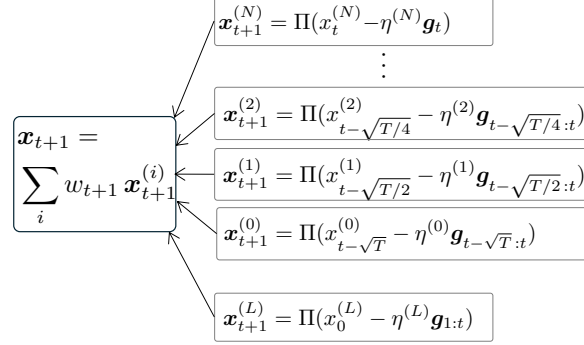 x_{t+1}^{(N)} = Π(x_t^{(N)} − η^{(N)} g_t)
⋮
x_{t+1}^{(2)} = Π(x_{t−√T/4}^{(2)} − η^{(2)} g_{t−√T/4:t})
x_{t+1} =
∑_i w_{t+1} x_{t+1}^{(i)}
x_{t+1}^{(1)} = Π(x_{t−√T/2}^{(1)} − η^{(1)} g_{t−√T/2:t})
x_{t+1}^{(0)} = Π(x_{t−√T}^{(0)} − η^{(0)} g_{t−√T:t})
x_{t+1}^{(L)} = Π(x_0^{(L)} − η^{(L)} g_{1:t})